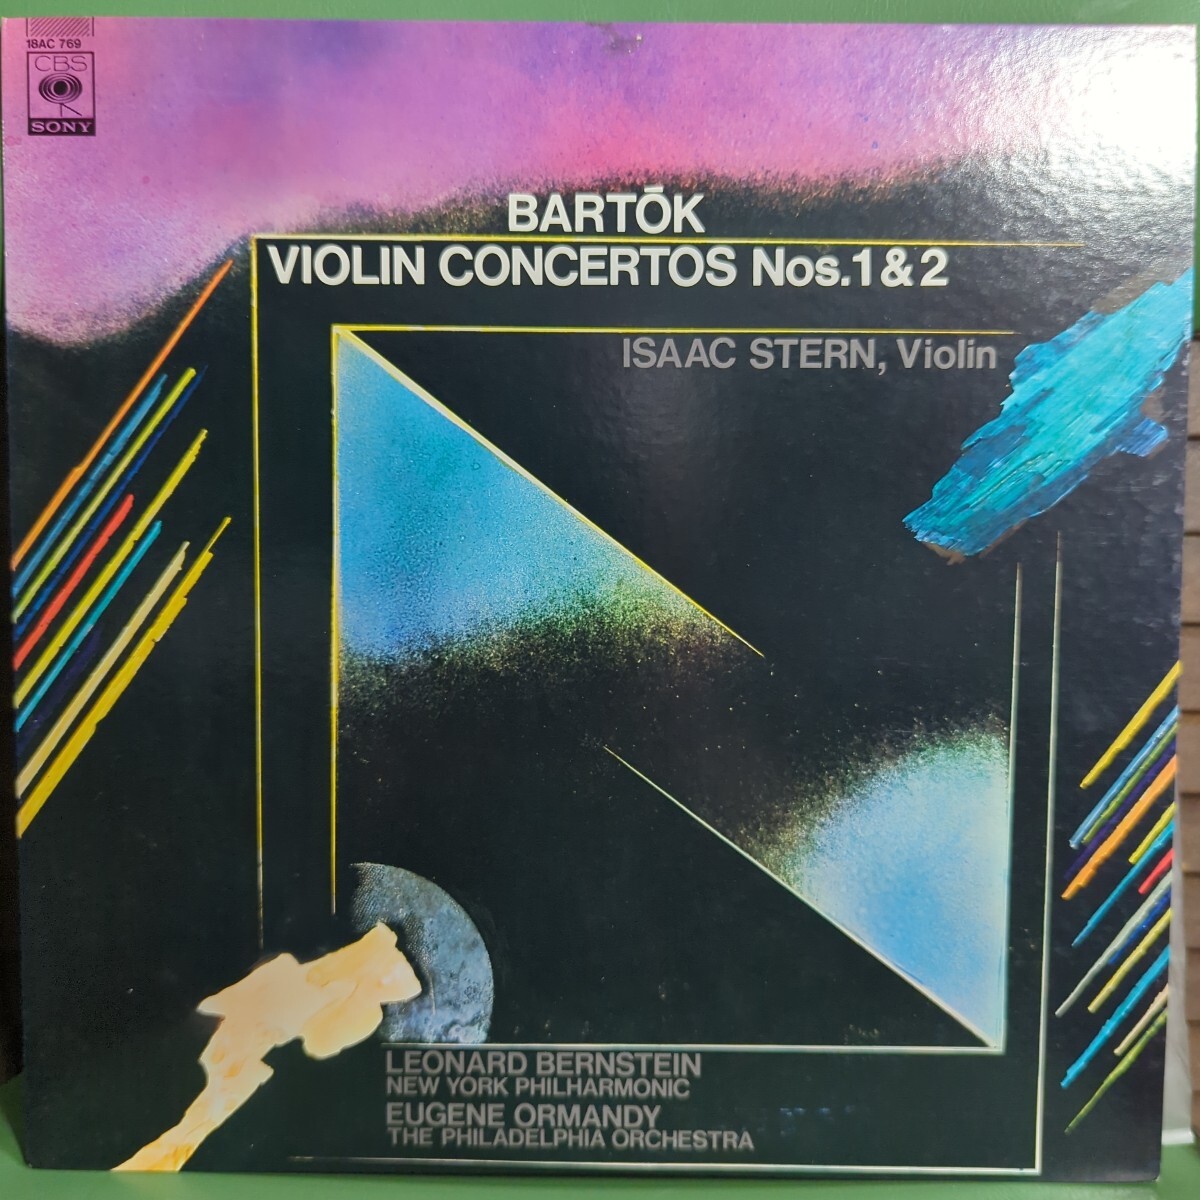 18AC 769
CBS
SONY
BARTŌK
VIOLIN CONCERTOS Nos.1 & 2
ISAAC STERN, Violin
LEONARD BERNSTEIN
NEW YORK PHILHARMONIC
EUGENE ORMANDY
THE PHILADELPHIA ORCHESTRA